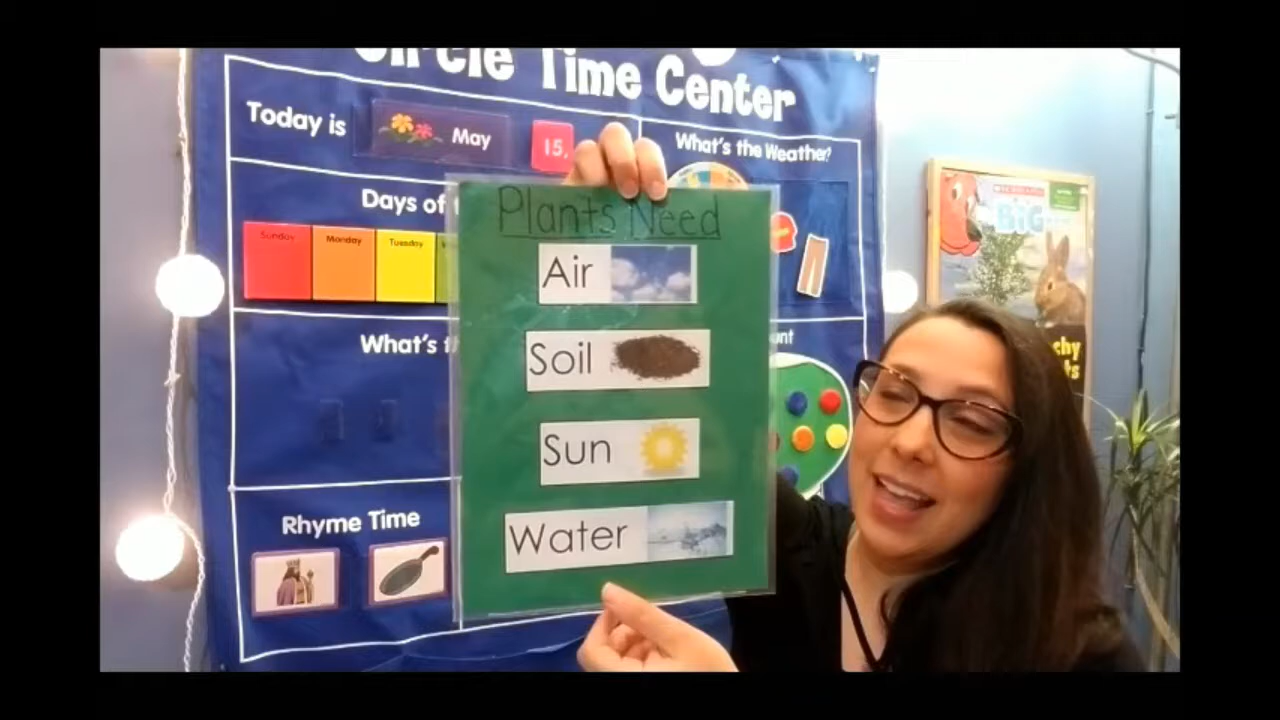 Circle Time Center
Today is
May
15,
What's the Weather?
Days of
Sunday
Monday
Tuesday
Plants Need
Air
Soil
Sun
Water
What's
Rhyme Time
SCHOLASTIC
BiG